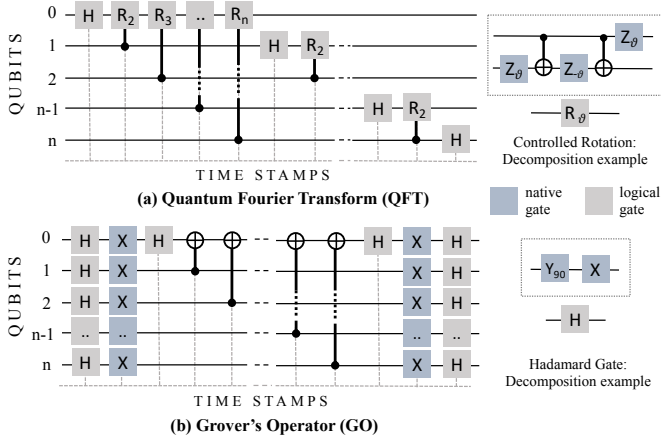 0 H R2 R3 .. Rn
1 H R2
2
n-1 H R2
n H
QUBITS
TIME STAMPS
(a) Quantum Fourier Transform (QFT)
Zϑ
Zϑ Z-ϑ
Rϑ
Controlled Rotation:
Decomposition example
native gate
logical gate
0 H X H H X H
1 H X X H
2 H X X H
n-1 .. .. .. ..
n H X X H
QUBITS
TIME STAMPS
(b) Grover's Operator (GO)
Y90 X
H
Hadamard Gate:
Decomposition example